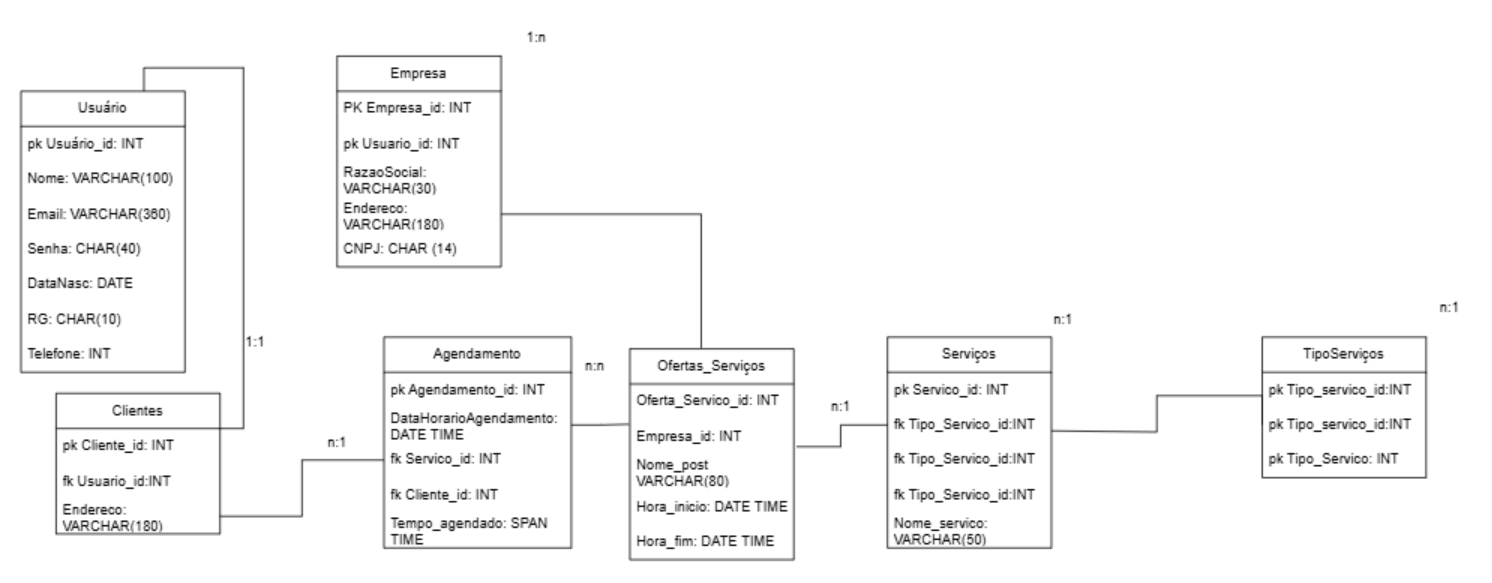 1:n
Empresa
PK Empresa_id: INT
pk Usuario_id: INT
RazaoSocial:
VARCHAR(30)
Endereco:
VARCHAR(180)
CNPJ: CHAR (14)
Usuário
pk Usuário_id: INT
Nome: VARCHAR(100)
Email: VARCHAR(360)
Senha: CHAR(40)
DataNasc: DATE
RG: CHAR(10)
Telefone: INT
1:1
Clientes
pk Cliente_id: INT
fk Usuario_id:INT
Endereco:
VARCHAR(180)
n:1
Agendamento
pk Agendamento_id: INT
DataHorarioAgendamento:
DATE TIME
fk Servico_id: INT
fk Cliente_id: INT
Tempo_agendado: SPAN
TIME
n:n
Ofertas_Serviços
Oferta_Servico_id: INT
Empresa_id: INT
Nome_post
VARCHAR(80)
Hora_inicio: DATE TIME
Hora_fim: DATE TIME
n:1
n:1
Serviços
pk Servico_id: INT
fk Tipo_Servico_id:INT
fk Tipo_Servico_id:INT
fk Tipo_Servico_id:INT
Nome_servico:
VARCHAR(50)
n:1
TipoServiços
pk Tipo_servico_id:INT
pk Tipo_servico_id:INT
pk Tipo_Servico: INT